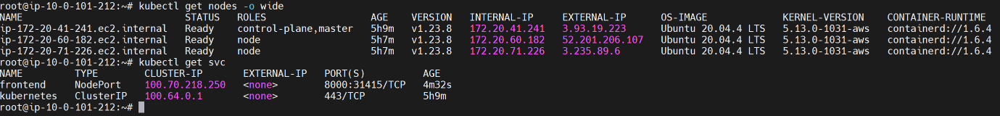 root@ip-10-0-101-212:~# kubectl get nodes -o wide
NAME STATUS ROLES AGE VERSION INTERNAL-IP EXTERNAL-IP OS-IMAGE KERNEL-VERSION CONTAINER-RUNTIME
ip-172-20-41-241.ec2.internal Ready control-plane,master 5h9m v1.23.8 172.20.41.241 3.93.19.223 Ubuntu 20.04.4 LTS 5.13.0-1031-aws containerd://1.6.4
ip-172-20-60-182.ec2.internal Ready node 5h7m v1.23.8 172.20.60.182 52.201.206.107 Ubuntu 20.04.4 LTS 5.13.0-1031-aws containerd://1.6.4
ip-172-20-71-226.ec2.internal Ready node 5h7m v1.23.8 172.20.71.226 3.235.89.6 Ubuntu 20.04.4 LTS 5.13.0-1031-aws containerd://1.6.4
root@ip-10-0-101-212:~# kubectl get svc
NAME TYPE CLUSTER-IP EXTERNAL-IP PORT(S) AGE
frontend NodePort 100.70.218.250 <none> 8000:31415/TCP 4m32s
kubernetes ClusterIP 100.64.0.1 <none> 443/TCP 5h9m
root@ip-10-0-101-212:~#